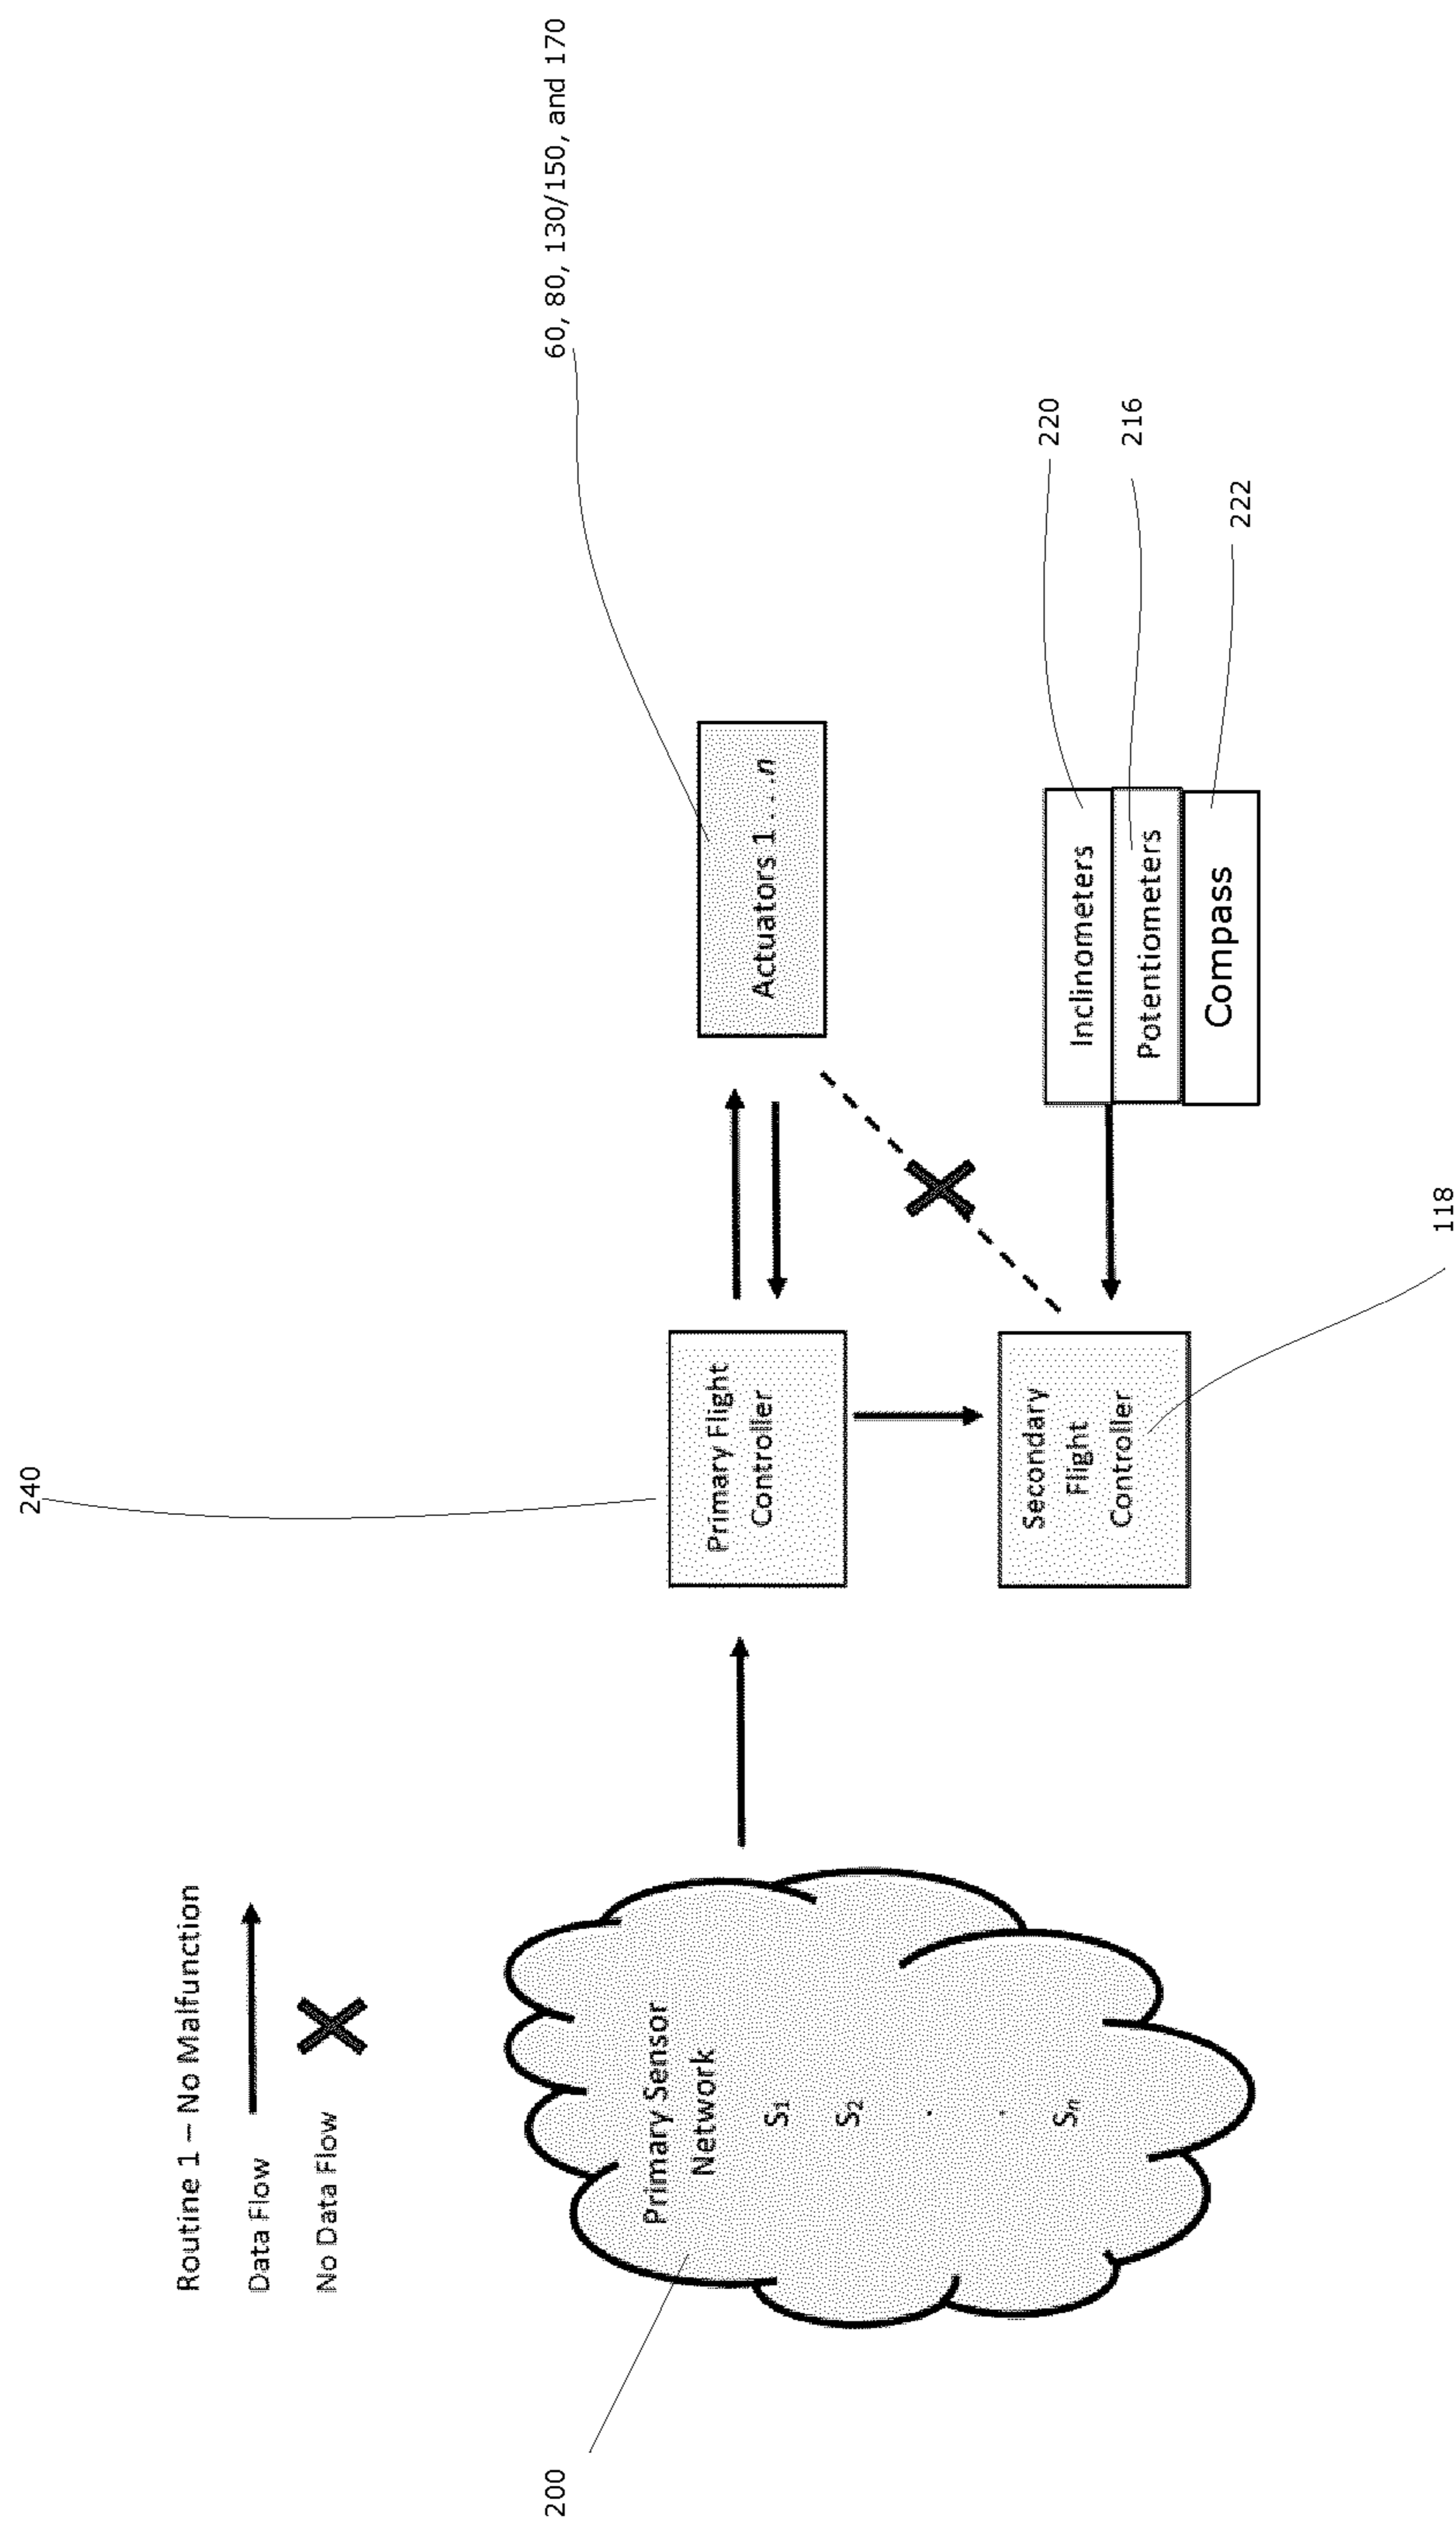 Routine 1 – No Malfunction
Data Flow
No Data Flow
240
60, 80, 130/150, and 170
Primary Sensor
Network
S1
S2
.
.
Sn
200
Primary Flight
Controller
Actuators 1 . . . n
Secondary
Flight
Controller
Inclinometers
Potentiometers
Compass
220
216
222
118